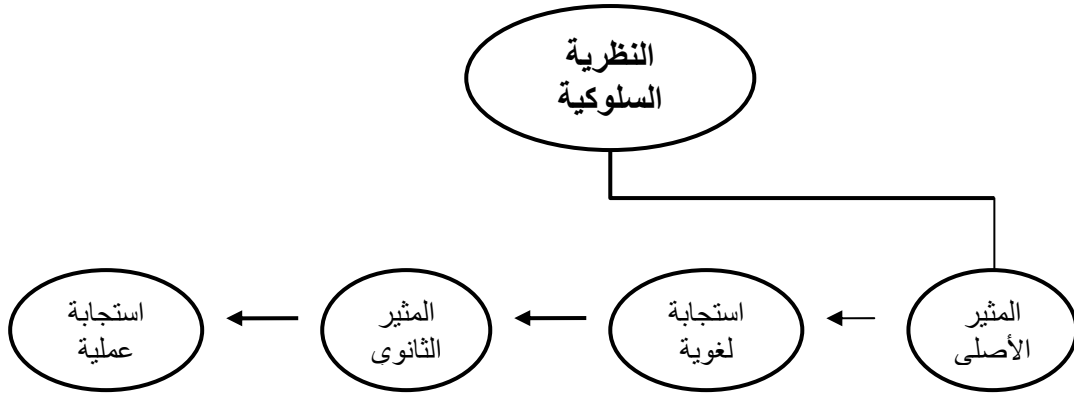 النظرية
السلوكية
المثير
الأصلى
استجابة
لغوية
المثير
الثانوى
استجابة
عملية